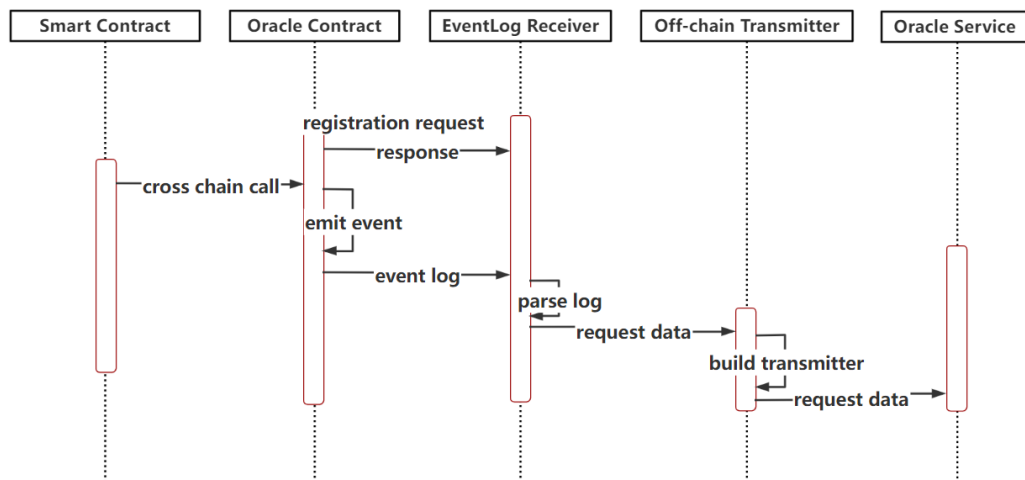 Smart Contract
Oracle Contract
EventLog Receiver
Off-chain Transmitter
Oracle Service
registration request
response
cross chain call
emit event
event log
parse log
request data
build transmitter
request data